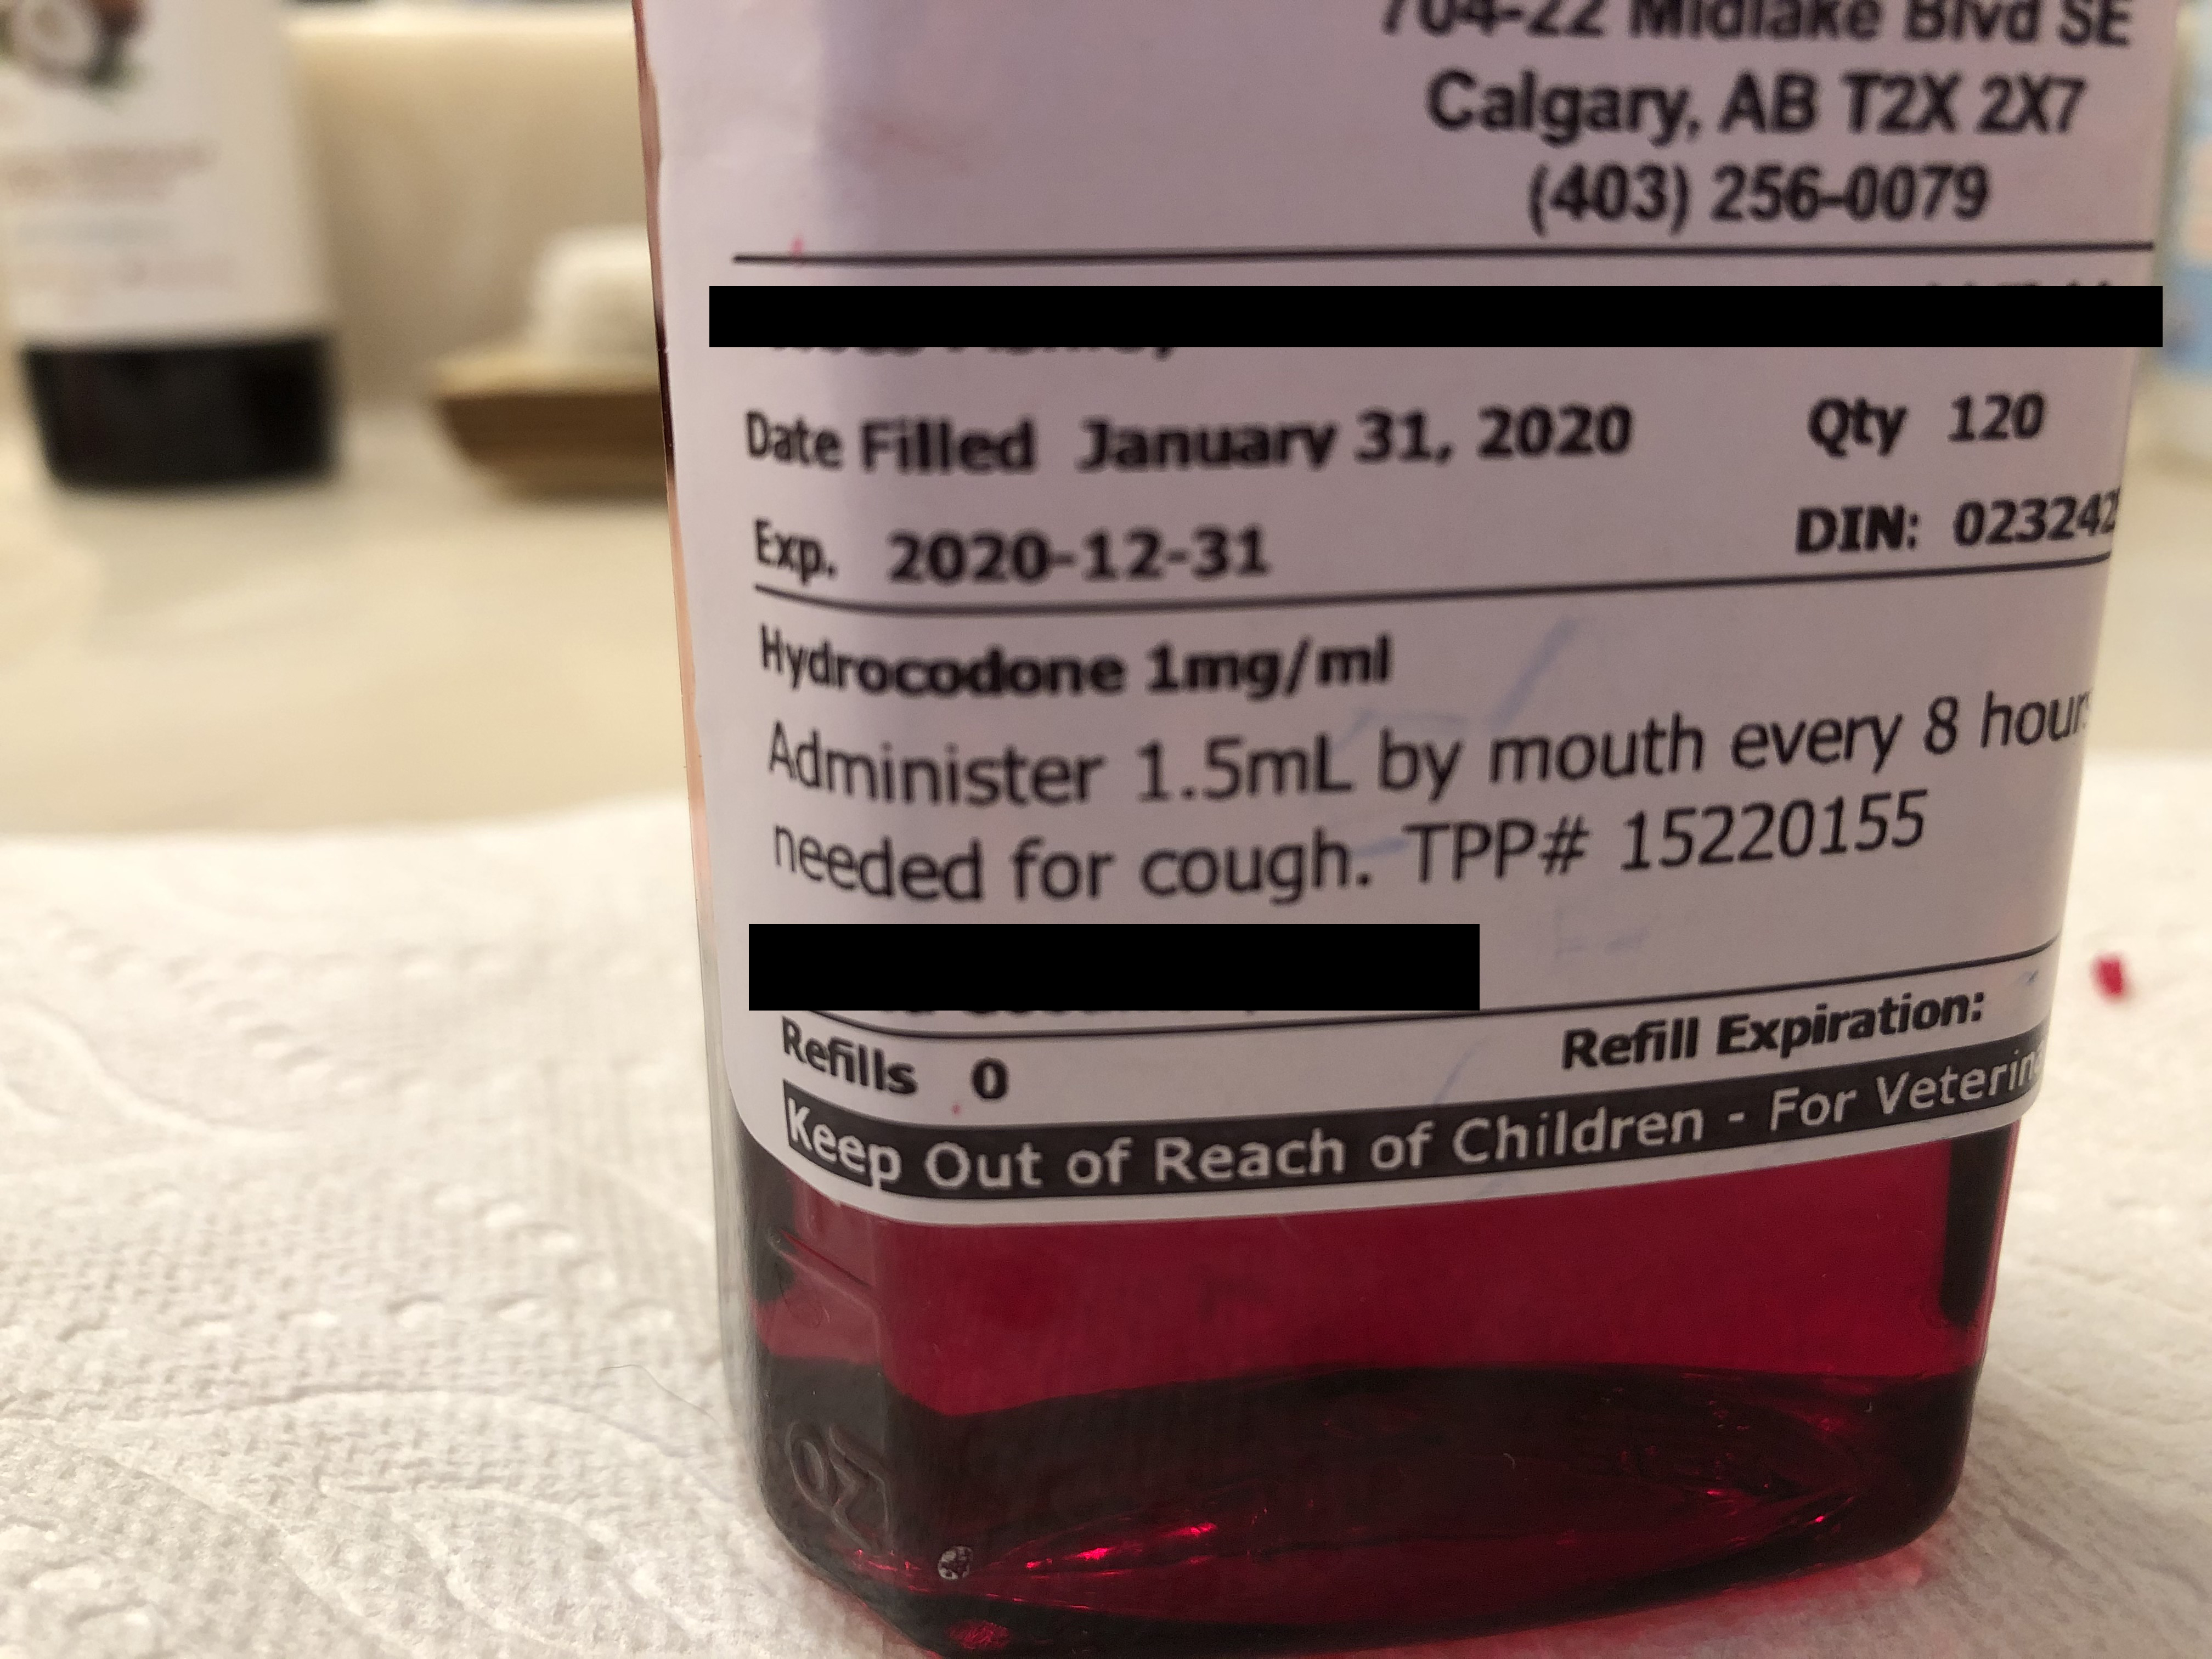 704-22 Midlake Blvd SE
Calgary, AB T2X 2X7
(403) 256-0079
Date Filled January 31, 2020 Qty 120
Exp. 2020-12-31 DIN: 023242
Hydrocodone 1mg/ml
Administer 1.5mL by mouth every 8 hours
needed for cough. TPP# 15220155
Refills 0 Refill Expiration:
Keep Out of Reach of Children - For Veterin